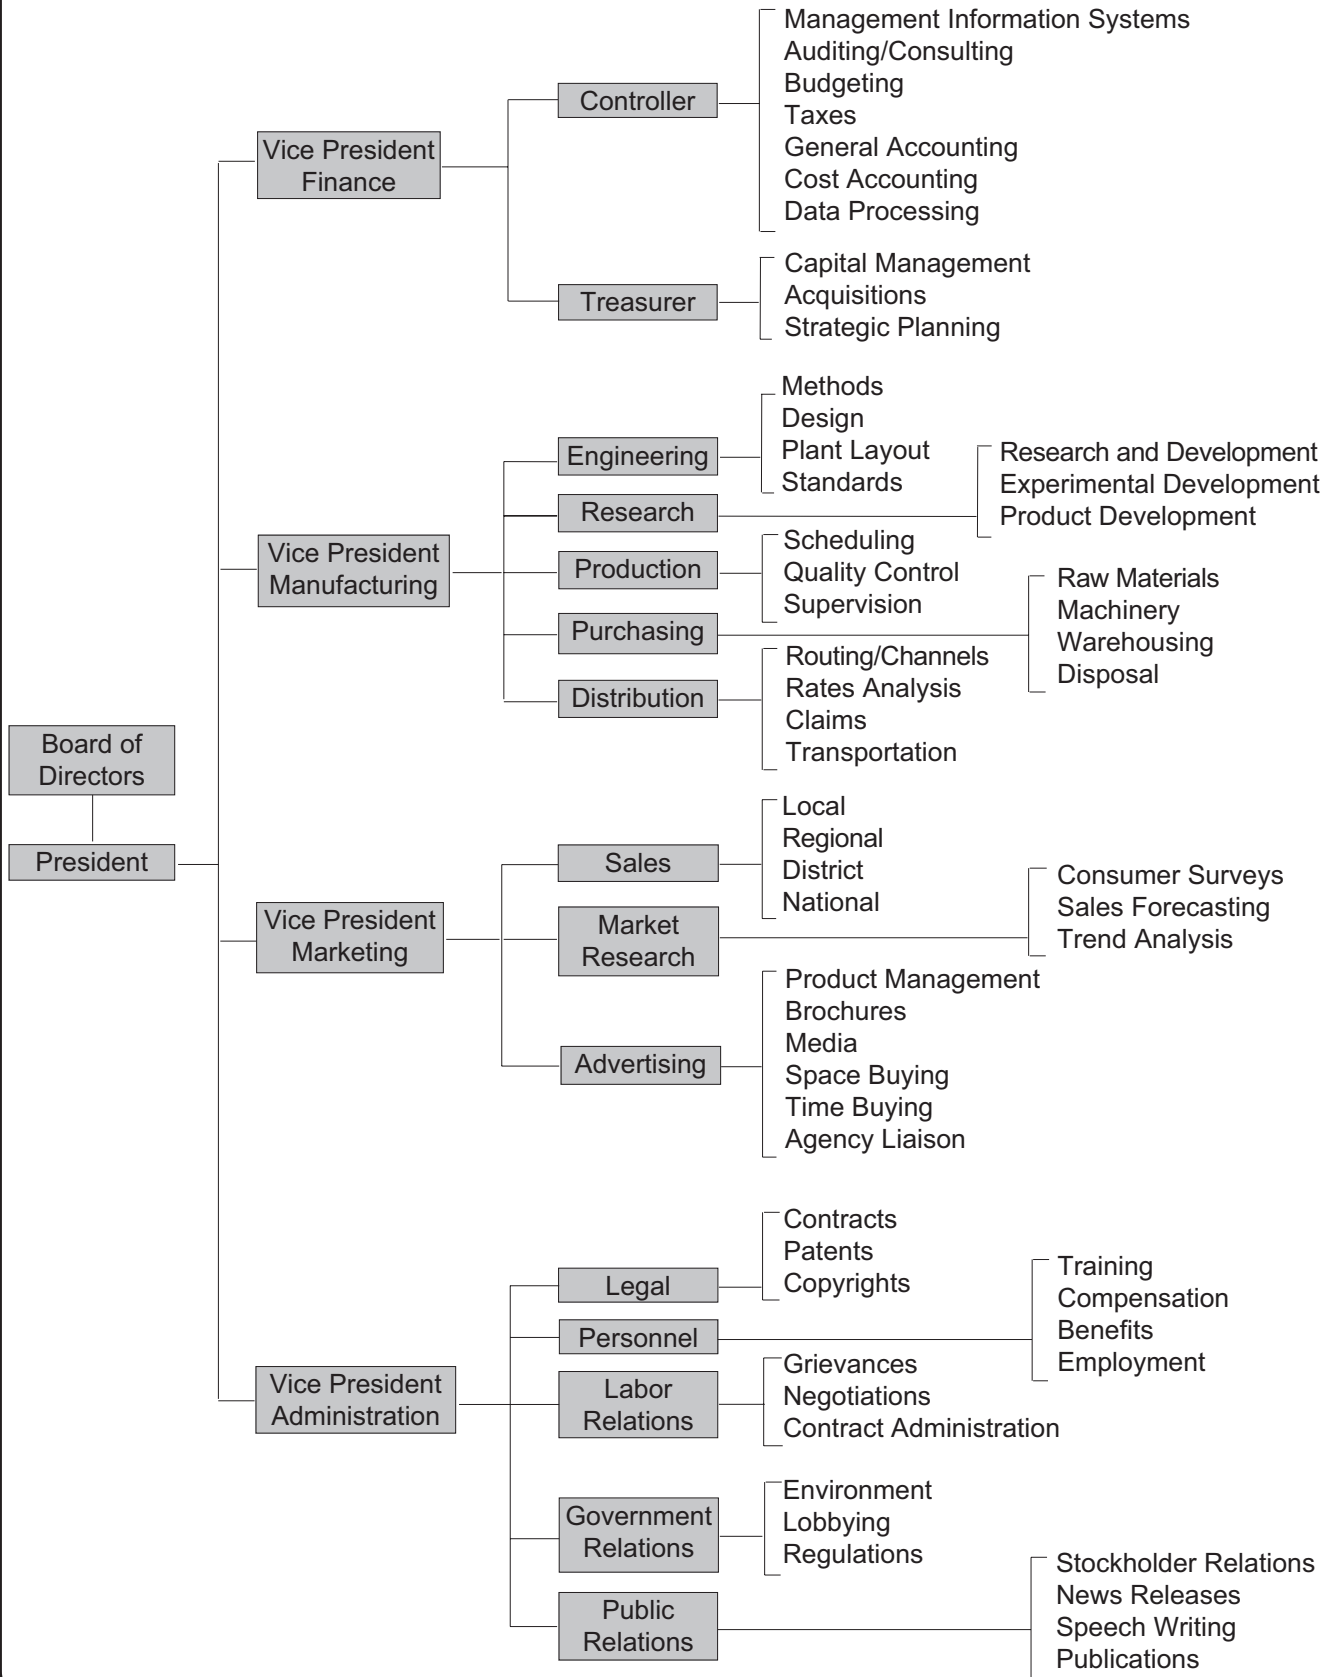 Board of
Directors
President
Vice President
Finance
Controller
Management Information Systems
Auditing/Consulting
Budgeting
Taxes
General Accounting
Cost Accounting
Data Processing
Treasurer
Capital Management
Acquisitions
Strategic Planning
Vice President
Manufacturing
Engineering
Methods
Design
Plant Layout
Standards
Research
Research and Development
Experimental Development
Product Development
Production
Scheduling
Quality Control
Supervision
Purchasing
Raw Materials
Machinery
Warehousing
Disposal
Distribution
Routing/Channels
Rates Analysis
Claims
Transportation
Vice President
Marketing
Sales
Local
Regional
District
National
Market
Research
Consumer Surveys
Sales Forecasting
Trend Analysis
Advertising
Product Management
Brochures
Media
Space Buying
Time Buying
Agency Liaison
Vice President
Administration
Legal
Contracts
Patents
Copyrights
Personnel
Training
Compensation
Benefits
Employment
Labor
Relations
Grievances
Negotiations
Contract Administration
Government
Relations
Environment
Lobbying
Regulations
Public
Relations
Stockholder Relations
News Releases
Speech Writing
Publications